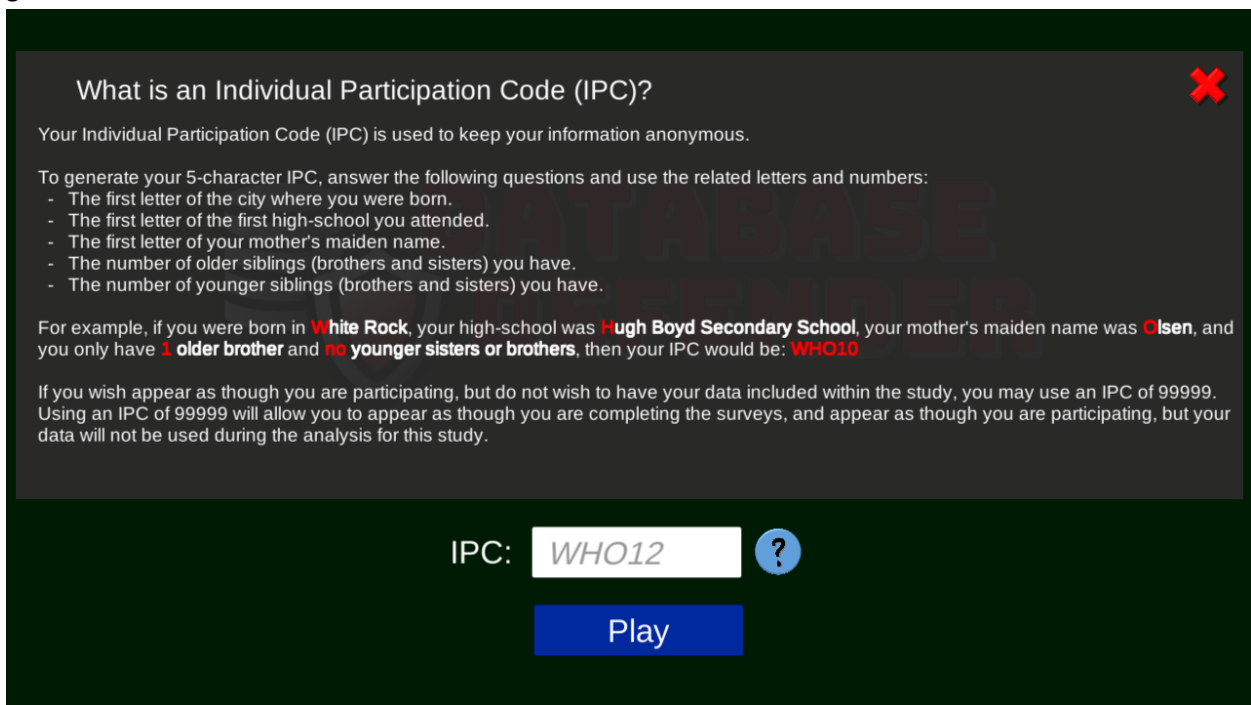 What is an Individual Participation Code (IPC)?
Your Individual Participation Code (IPC) is used to keep your information anonymous.
To generate your 5-character IPC, answer the following questions and use the related letters and numbers:
- The first letter of the city where you were born.
- The first letter of the first high-school you attended.
- The first letter of your mother's maiden name.
- The number of older siblings (brothers and sisters) you have.
- The number of younger siblings (brothers and sisters) you have.
For example, if you were born in White Rock, your high-school was Hugh Boyd Secondary School, your mother's maiden name was Olsen, and
you only have 1 older brother and no younger sisters or brothers, then your IPC would be: WHO10
If you wish appear as though you are participating, but do not wish to have your data included within the study, you may use an IPC of 99999.
Using an IPC of 99999 will allow you to appear as though you are completing the surveys, and appear as though you are participating, but your
data will not be used during the analysis for this study.
DATABASE
DEFENDER
IPC: WHO12 ?
Play